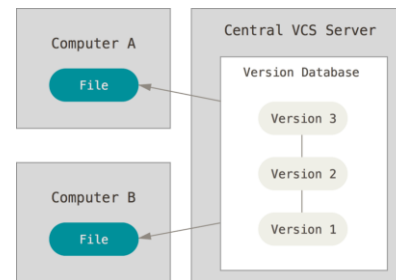 Computer A
File
Central VCS Server
Version Database
Version 3
Version 2
Version 1
Computer B
File